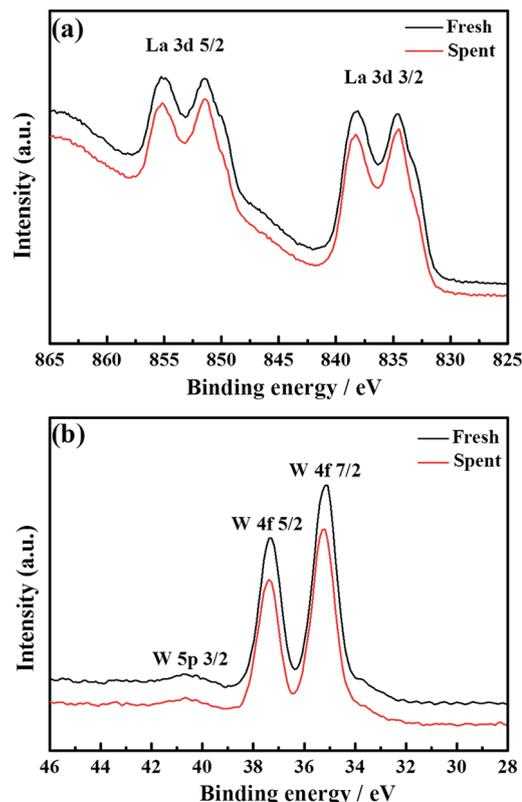 (a)
Fresh
Spent
La 3d 5/2
La 3d 3/2
Intensity (a.u.)
865 860 855 850 845 840 835 830 825
Binding energy / eV
(b)
Fresh
Spent
W 4f 7/2
W 4f 5/2
W 5p 3/2
Intensity (a.u.)
46 44 42 40 38 36 34 32 30 28
Binding energy / eV